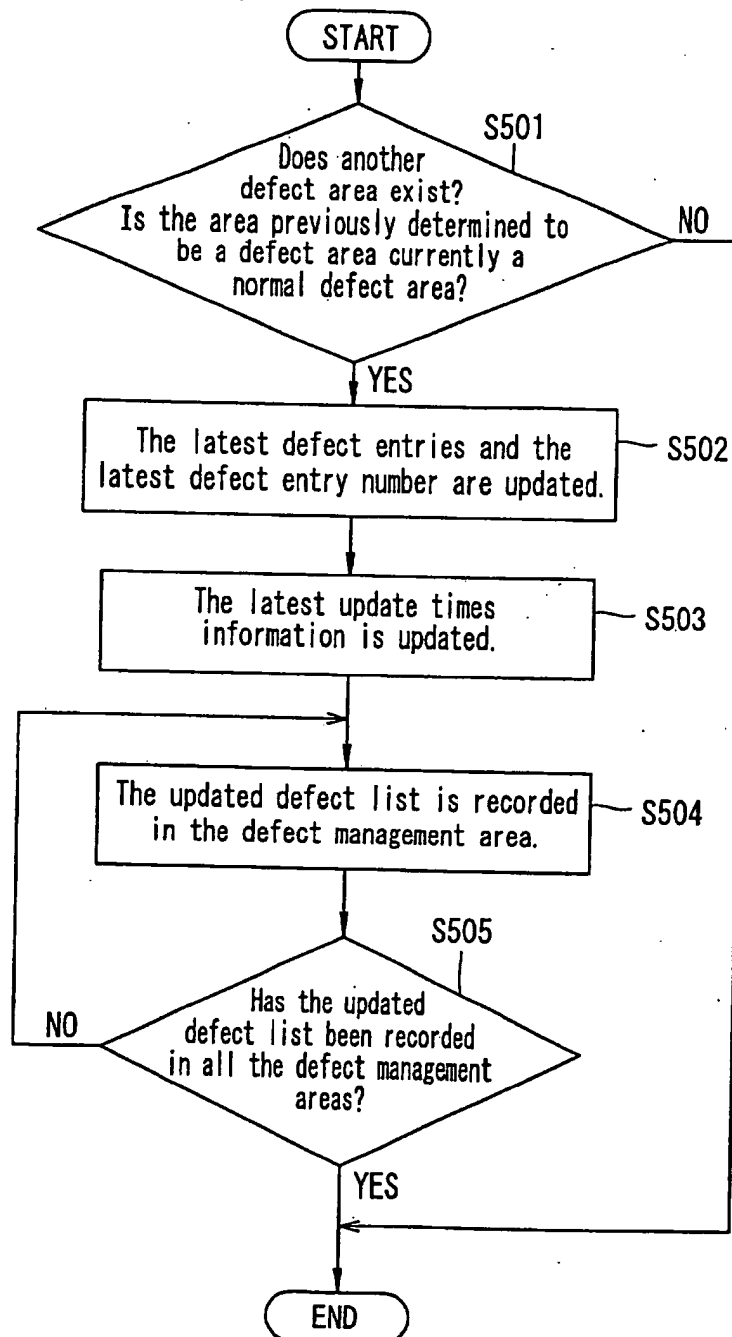 START
S501
Does another
defect area exist?
Is the area previously determined to
be a defect area currently a
normal defect area?
NO
YES
The latest defect entries and the
latest defect entry number are updated.
S502
The latest update times
information is updated.
S503
The updated defect list is recorded
in the defect management area.
S504
S505
Has the updated
defect list been recorded
in all the defect management
areas?
NO
YES
END